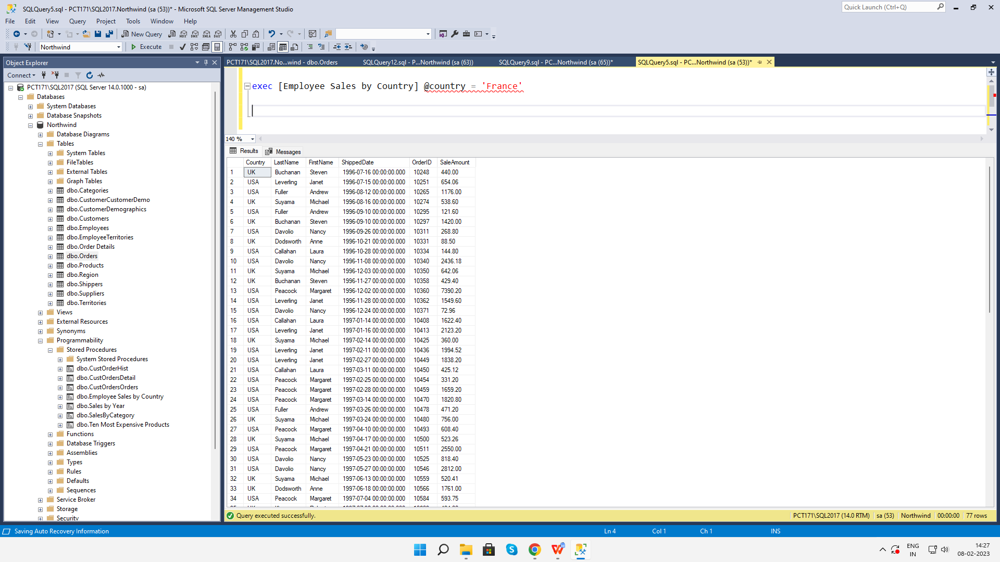 SQLQuery5.sql - PCT171\SQL2017.Northwind (sa (53))* - Microsoft SQL Server Management Studio
Quick Launch (Ctrl+Q)
File Edit View Query Project Tools Window Help
New Query
Northwind
Execute
Object Explorer
Connect
PCT171\SQL2017 (SQL Server 14.0.1000 - sa)
Databases
System Databases
Database Snapshots
Northwind
Database Diagrams
Tables
System Tables
FileTables
External Tables
Graph Tables
dbo.Categories
dbo.CustomerCustomerDemo
dbo.CustomerDemographics
dbo.Customers
dbo.Employees
dbo.EmployeeTerritories
dbo.Order Details
dbo.Orders
dbo.Products
dbo.Region
dbo.Shippers
dbo.Suppliers
dbo.Territories
Views
External Resources
Synonyms
Programmability
Stored Procedures
System Stored Procedures
dbo.CustOrderHist
dbo.CustOrdersDetail
dbo.CustOrdersOrders
dbo.Employee Sales by Country
dbo.Sales by Year
dbo.SalesByCategory
dbo.Ten Most Expensive Products
Functions
Database Triggers
Assemblies
Types
Rules
Defaults
Sequences
Service Broker
Storage
Security
PCT171\SQL2017.No...wind - dbo.Orders SQLQuery12.sql - P...Northwind (sa (63)) SQLQuery9.sql - PC...Northwind (sa (65))* SQLQuery5.sql - PC...Northwind (sa (53))*
exec [Employee Sales by Country] @country = 'France'
140 %
Results Messages
Country LastName FirstName ShippedDate OrderID SaleAmount
1 UK Buchanan Steven 1996-07-16 00:00:00.000 10248 440.00
2 USA Leverling Janet 1996-07-15 00:00:00.000 10251 654.06
3 USA Fuller Andrew 1996-08-12 00:00:00.000 10265 1176.00
4 UK Suyama Michael 1996-08-16 00:00:00.000 10274 538.60
5 USA Fuller Andrew 1996-09-10 00:00:00.000 10295 121.60
6 UK Buchanan Steven 1996-09-10 00:00:00.000 10297 1420.00
7 USA Davolio Nancy 1996-09-26 00:00:00.000 10311 268.80
8 UK Dodsworth Anne 1996-10-21 00:00:00.000 10331 88.50
9 USA Callahan Laura 1996-10-28 00:00:00.000 10334 144.80
10 USA Davolio Nancy 1996-11-08 00:00:00.000 10340 2436.18
11 UK Suyama Michael 1996-12-03 00:00:00.000 10350 642.06
12 UK Buchanan Steven 1996-11-27 00:00:00.000 10358 429.40
13 USA Peacock Margaret 1996-12-02 00:00:00.000 10360 7390.20
14 USA Leverling Janet 1996-11-28 00:00:00.000 10362 1549.60
15 USA Davolio Nancy 1996-12-24 00:00:00.000 10371 72.96
16 USA Callahan Laura 1997-01-14 00:00:00.000 10408 1622.40
17 USA Leverling Janet 1997-01-16 00:00:00.000 10413 2123.20
18 UK Suyama Michael 1997-02-14 00:00:00.000 10425 360.00
19 USA Leverling Janet 1997-02-11 00:00:00.000 10436 1994.52
20 USA Leverling Janet 1997-02-27 00:00:00.000 10449 1838.20
21 USA Callahan Laura 1997-03-11 00:00:00.000 10450 425.12
22 USA Peacock Margaret 1997-02-25 00:00:00.000 10454 331.20
23 USA Peacock Margaret 1997-02-28 00:00:00.000 10459 1659.20
24 USA Peacock Margaret 1997-03-14 00:00:00.000 10470 1820.80
25 USA Fuller Andrew 1997-03-26 00:00:00.000 10478 471.20
26 UK Suyama Michael 1997-03-24 00:00:00.000 10480 756.00
27 USA Peacock Margaret 1997-04-10 00:00:00.000 10493 608.40
28 UK Suyama Michael 1997-04-17 00:00:00.000 10500 523.26
29 USA Peacock Margaret 1997-04-21 00:00:00.000 10511 2550.00
30 USA Davolio Nancy 1997-05-23 00:00:00.000 10525 818.40
31 USA Davolio Nancy 1997-05-27 00:00:00.000 10546 2812.00
32 UK Suyama Michael 1997-06-13 00:00:00.000 10559 520.41
33 UK Dodsworth Anne 1997-06-18 00:00:00.000 10566 1761.00
34 USA Peacock Margaret 1997-07-04 00:00:00.000 10584 593.75
Query executed successfully. PCT171\SQL2017 (14.0 RTM) sa (53) Northwind 00:00:00 77 rows
Saving Auto Recovery Information Ln 4 Col 1 Ch 1 INS
ENG IN
14:27
08-02-2023